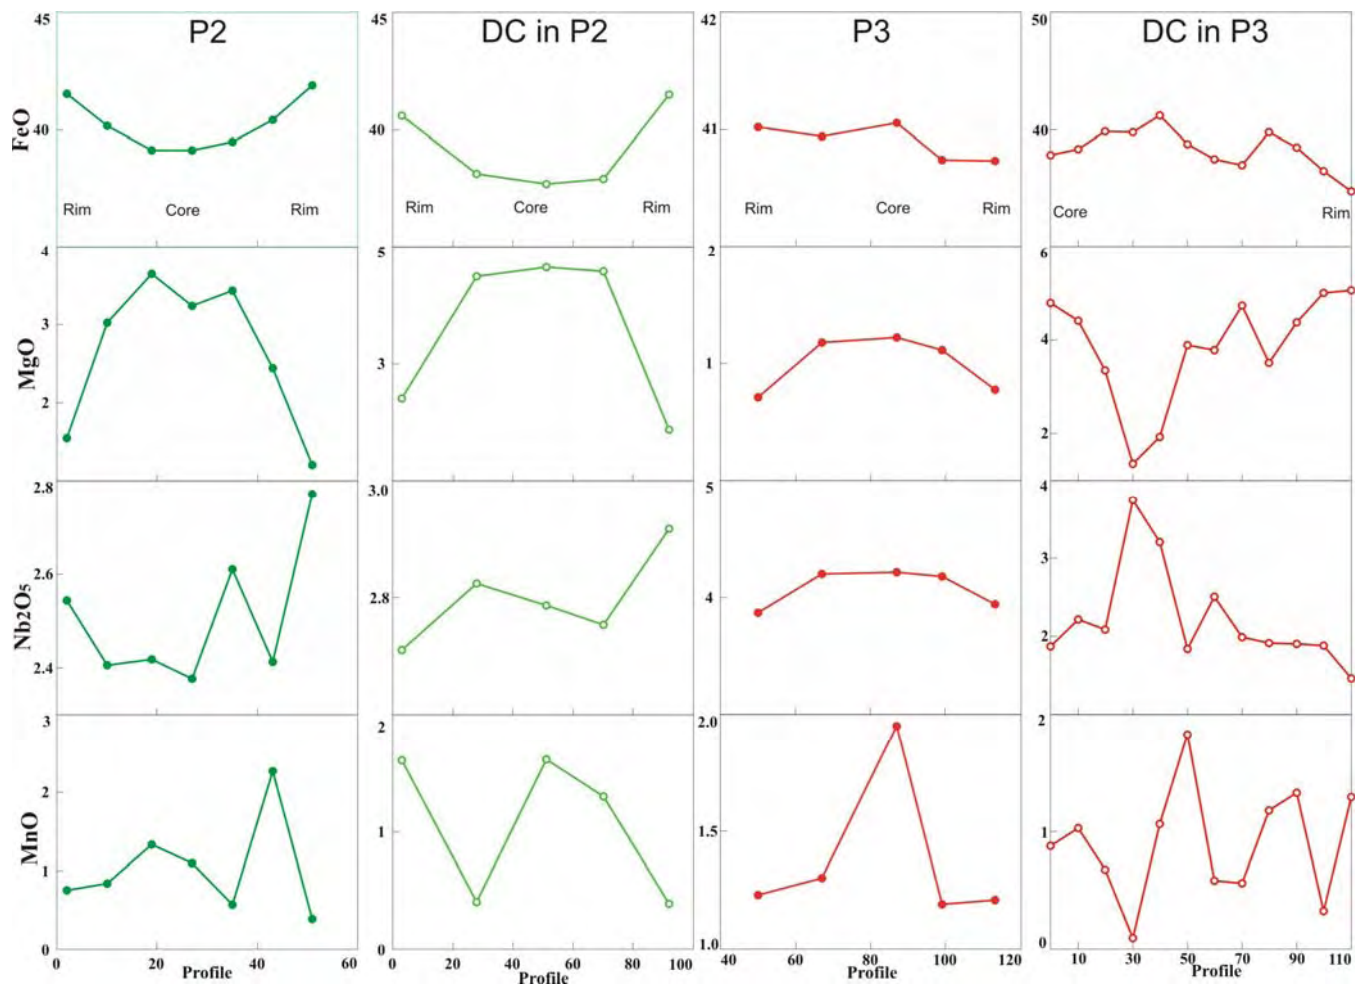 45 P2 45 DC in P2 42 P3 50 DC in P3
FeO 40 40 41 40
Rim Core Rim Rim Core Rim Rim Core Rim Core Rim
4 5 2 6
MgO 3 2 3 1 4 2
2.8 3.0 5 4
Nb2O5 2.6 2.4 2.8 4 3 2
3 2 2.0 2
MnO 2 1 1 1.5 1
0 0 1.0 0
0 20 40 60 0 20 40 60 80 100 40 60 80 100 120 10 30 50 70 90 110
Profile Profile Profile Profile